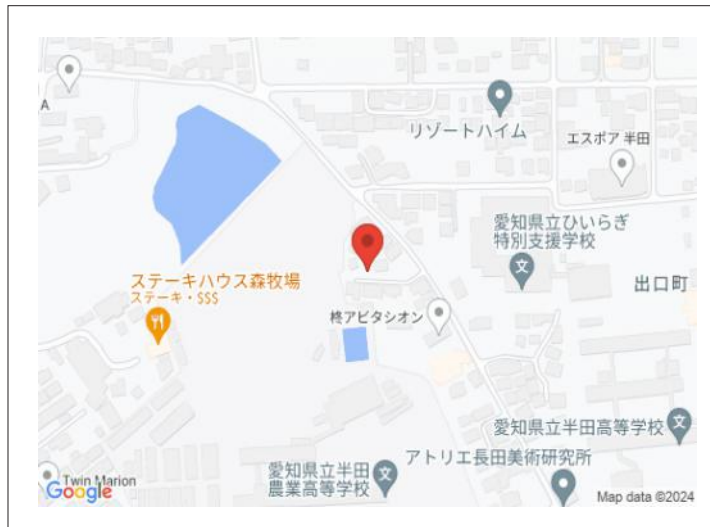 A
リゾートハイム
エスポア 半田
愛知県立ひいらぎ
特別支援学校
ステーキハウス森牧場
ステーキ・$$$
出口町
柊アビタシオン
愛知県立半田高等学校
アトリエ長田美術研究所
愛知県立半田
農業高等学校
Twin Marion
Google
Map data ©2024